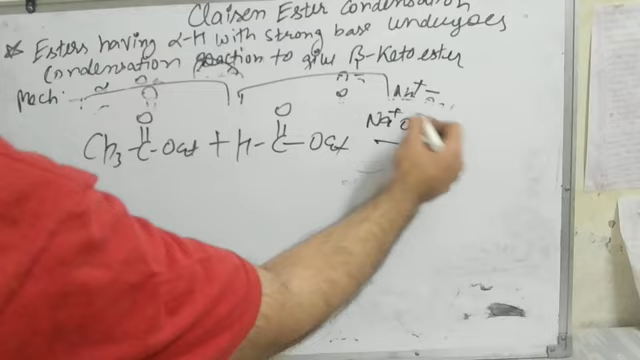 Claisen Ester Condensation
* Esters having α-H with strong base undergoes
Condensation reaction to give β-Keto ester
Mech:
O O Na⁺
CH₃-C-OEt + H-C-OEt Na⁺O